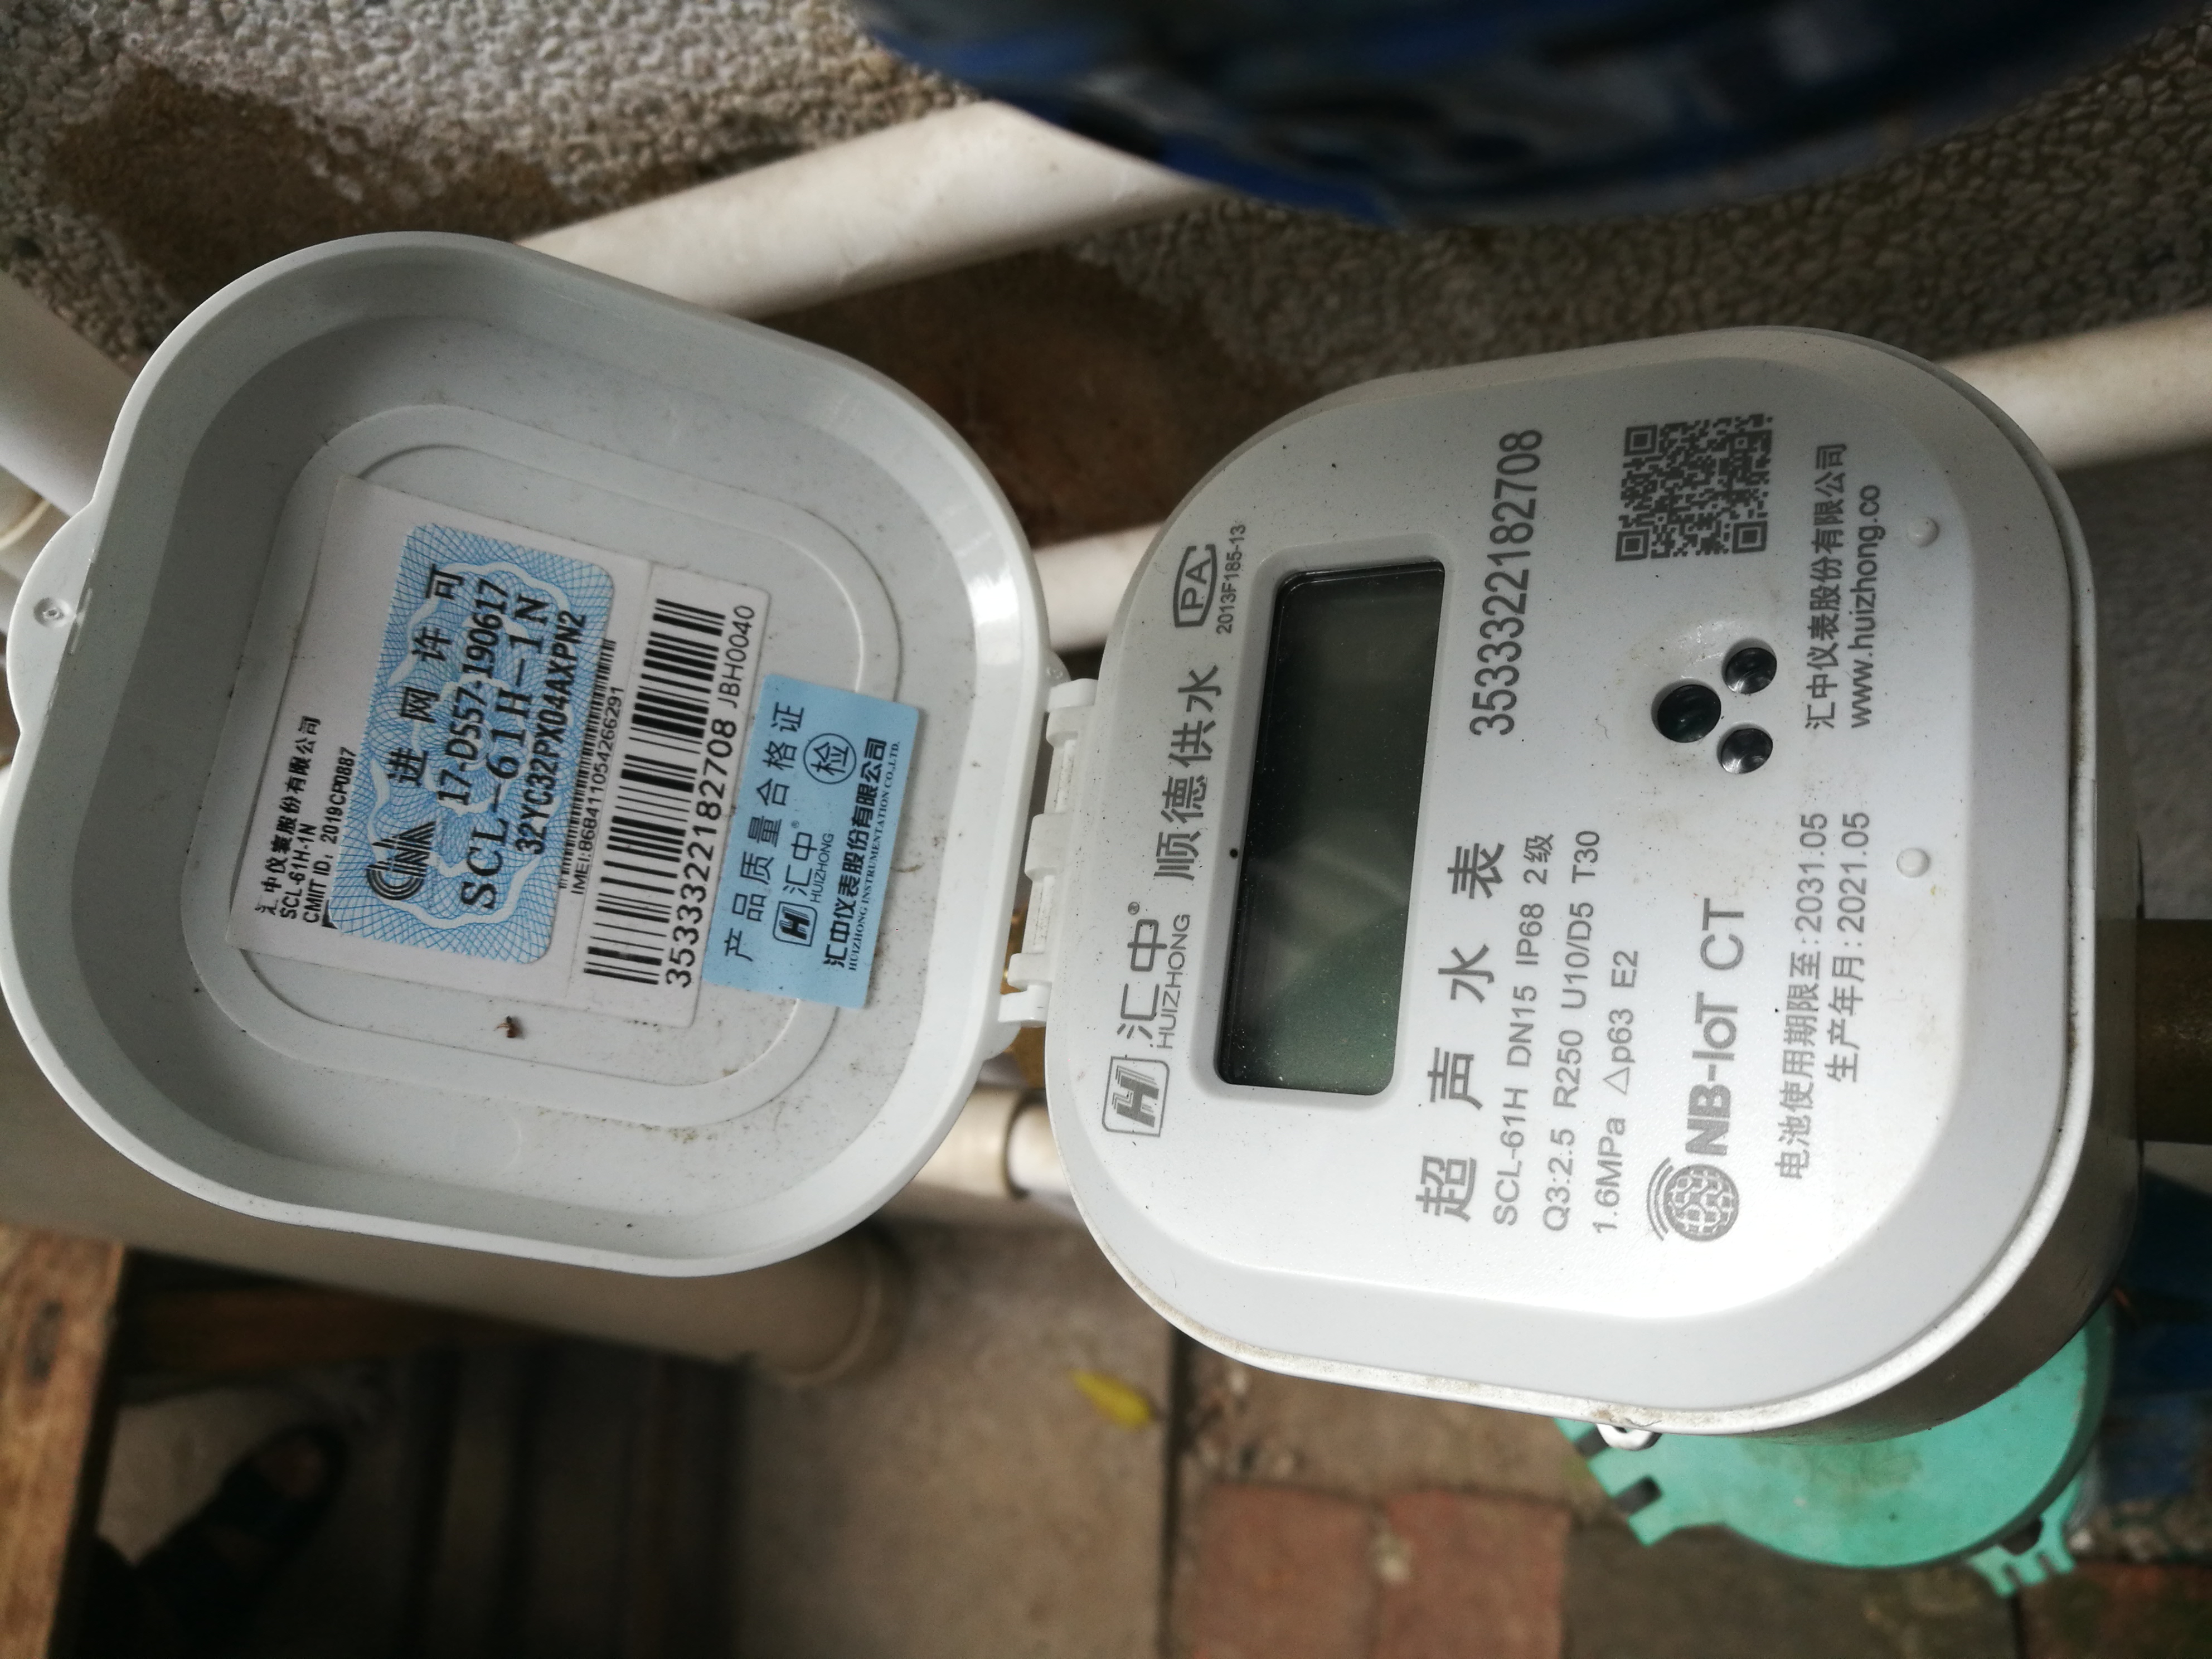 汇中仪表股份有限公司
SCL-61H-1N
CMIIT ID: 2019CP0887
CNA
进网许可
17-DS57-190617
SCL-61H-1N
32YC32PX04AXPN2
IMEI:868411054266291
3533322182708 JBH0040
产品质量合格证
汇中®
HUIZHONG
检
汇中仪表股份有限公司
HUIZHONG INSTRUMENTATION CO.,LTD.
汇中®
HUIZHONG
顺德供水
PA
2013F185-13
超声水表
3533322182708
SCL-61H DN15 IP68 2级
Q3:2.5 R250 U10/D5 T30
1.6MPa △p63 E2
NB-IoT CT
电池使用期限至:2031.05
生产年月:2021.05
汇中仪表股份有限公司
www.huizhong.co